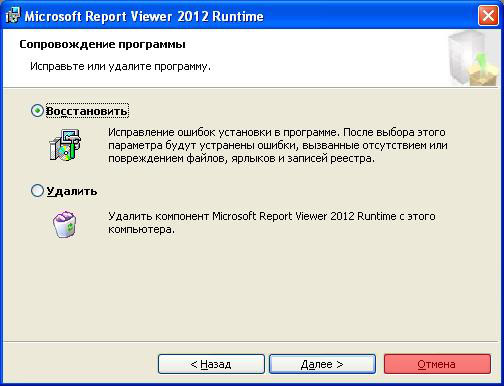 Microsoft Report Viewer 2012 Runtime
Сопровождение программы
Исправьте или удалите программу.
Восстановить
Исправление ошибок установки в программе. После выбора этого
параметра будут устранены ошибки, вызванные отсутствием или
повреждением файлов, ярлыков и записей реестра.
Удалить
Удалить компонент Microsoft Report Viewer 2012 Runtime с этого
компьютера.
< Назад
Далее >
Отмена